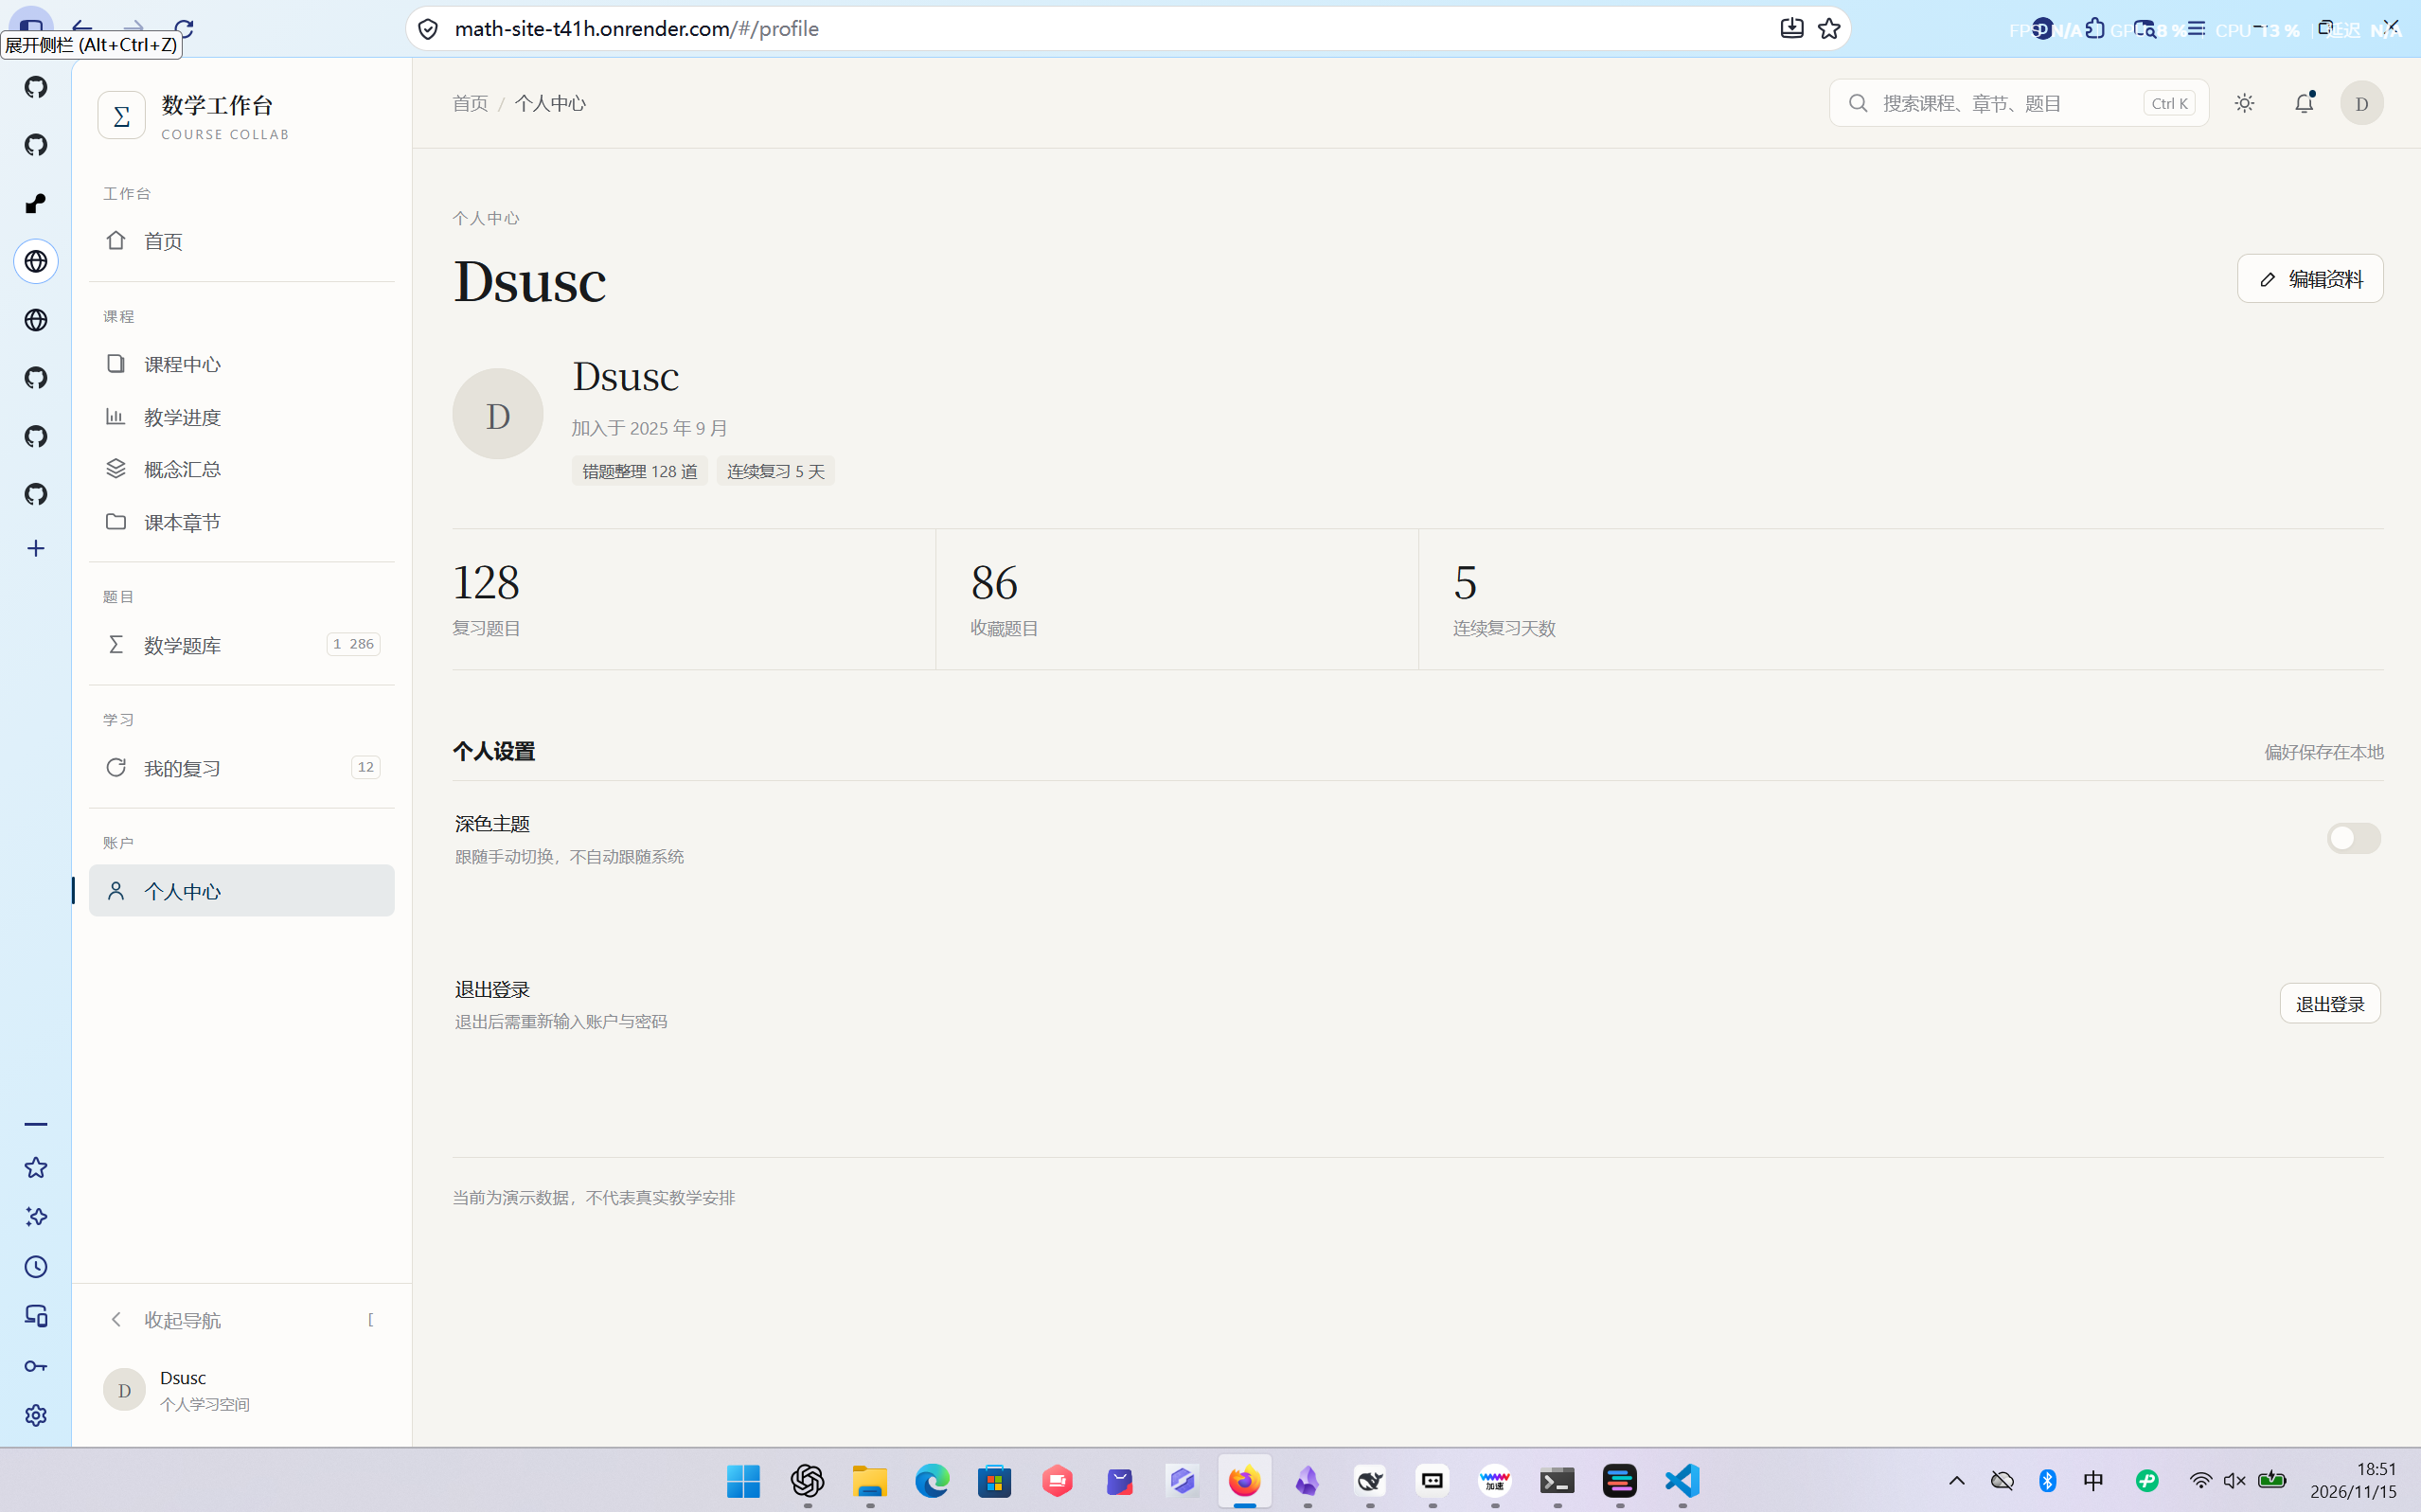 math-site-t41h.onrender.com/#/profile
FPS N/A GPU 8 % | CPU 13 % | 延迟 N/A
展开侧栏 (Alt+Ctrl+Z)
Σ
数学工作台
COURSE COLLAB
首页 / 个人中心
搜索课程、章节、题目
Ctrl K
D
工作台
首页
课程
课程中心
教学进度
概念汇总
课本章节
题目
数学题库
1 286
学习
我的复习
12
账户
个人中心
收起导航
[
D
Dsusc
个人学习空间
个人中心
Dsusc
编辑资料
D
Dsusc
加入于 2025 年 9 月
错题整理 128 道
连续复习 5 天
128
复习题目
86
收藏题目
5
连续复习天数
个人设置
偏好保存在本地
深色主题
跟随手动切换，不自动跟随系统
退出登录
退出后需重新输入账户与密码
退出登录
当前为演示数据，不代表真实教学安排
加速
中
18:51
2026/11/15